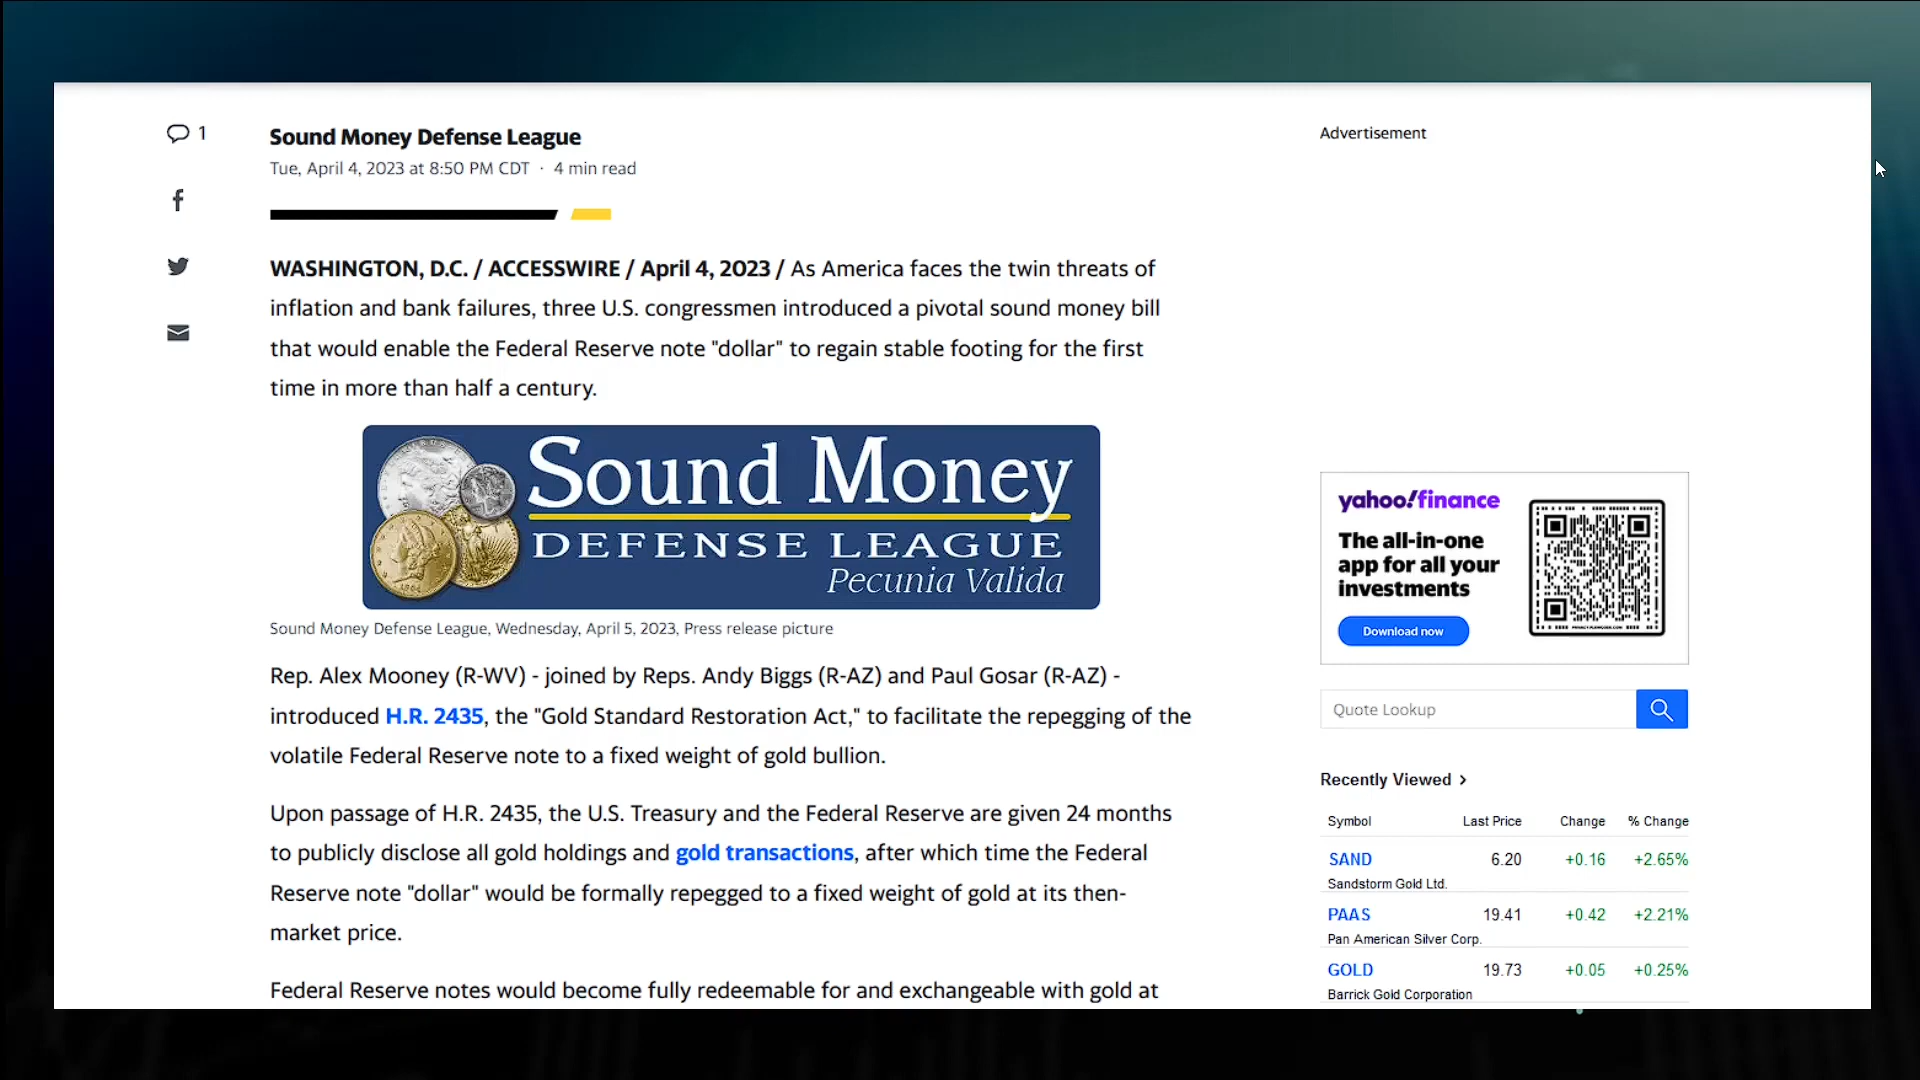 1
Sound Money Defense League
Tue, April 4, 2023 at 8:50 PM CDT · 4 min read
WASHINGTON, D.C. / ACCESSWIRE / April 4, 2023 / As America faces the twin threats of
inflation and bank failures, three U.S. congressmen introduced a pivotal sound money bill
that would enable the Federal Reserve note "dollar" to regain stable footing for the first
time in more than half a century.
Sound Money
DEFENSE LEAGUE
Pecunia Valida
Sound Money Defense League, Wednesday, April 5, 2023, Press release picture
Rep. Alex Mooney (R-WV) - joined by Reps. Andy Biggs (R-AZ) and Paul Gosar (R-AZ) -
introduced H.R. 2435, the "Gold Standard Restoration Act," to facilitate the repegging of the
volatile Federal Reserve note to a fixed weight of gold bullion.
Upon passage of H.R. 2435, the U.S. Treasury and the Federal Reserve are given 24 months
to publicly disclose all gold holdings and gold transactions, after which time the Federal
Reserve note "dollar" would be formally repegged to a fixed weight of gold at its then-
market price.
Federal Reserve notes would become fully redeemable for and exchangeable with gold at
Advertisement
yahoo!finance
The all-in-one
app for all your
investments
Download now
Quote Lookup
Recently Viewed >
Symbol Last Price Change % Change
SAND 6.20 +0.16 +2.65%
Sandstorm Gold Ltd.
PAAS 19.41 +0.42 +2.21%
Pan American Silver Corp.
GOLD 19.73 +0.05 +0.25%
Barrick Gold Corporation